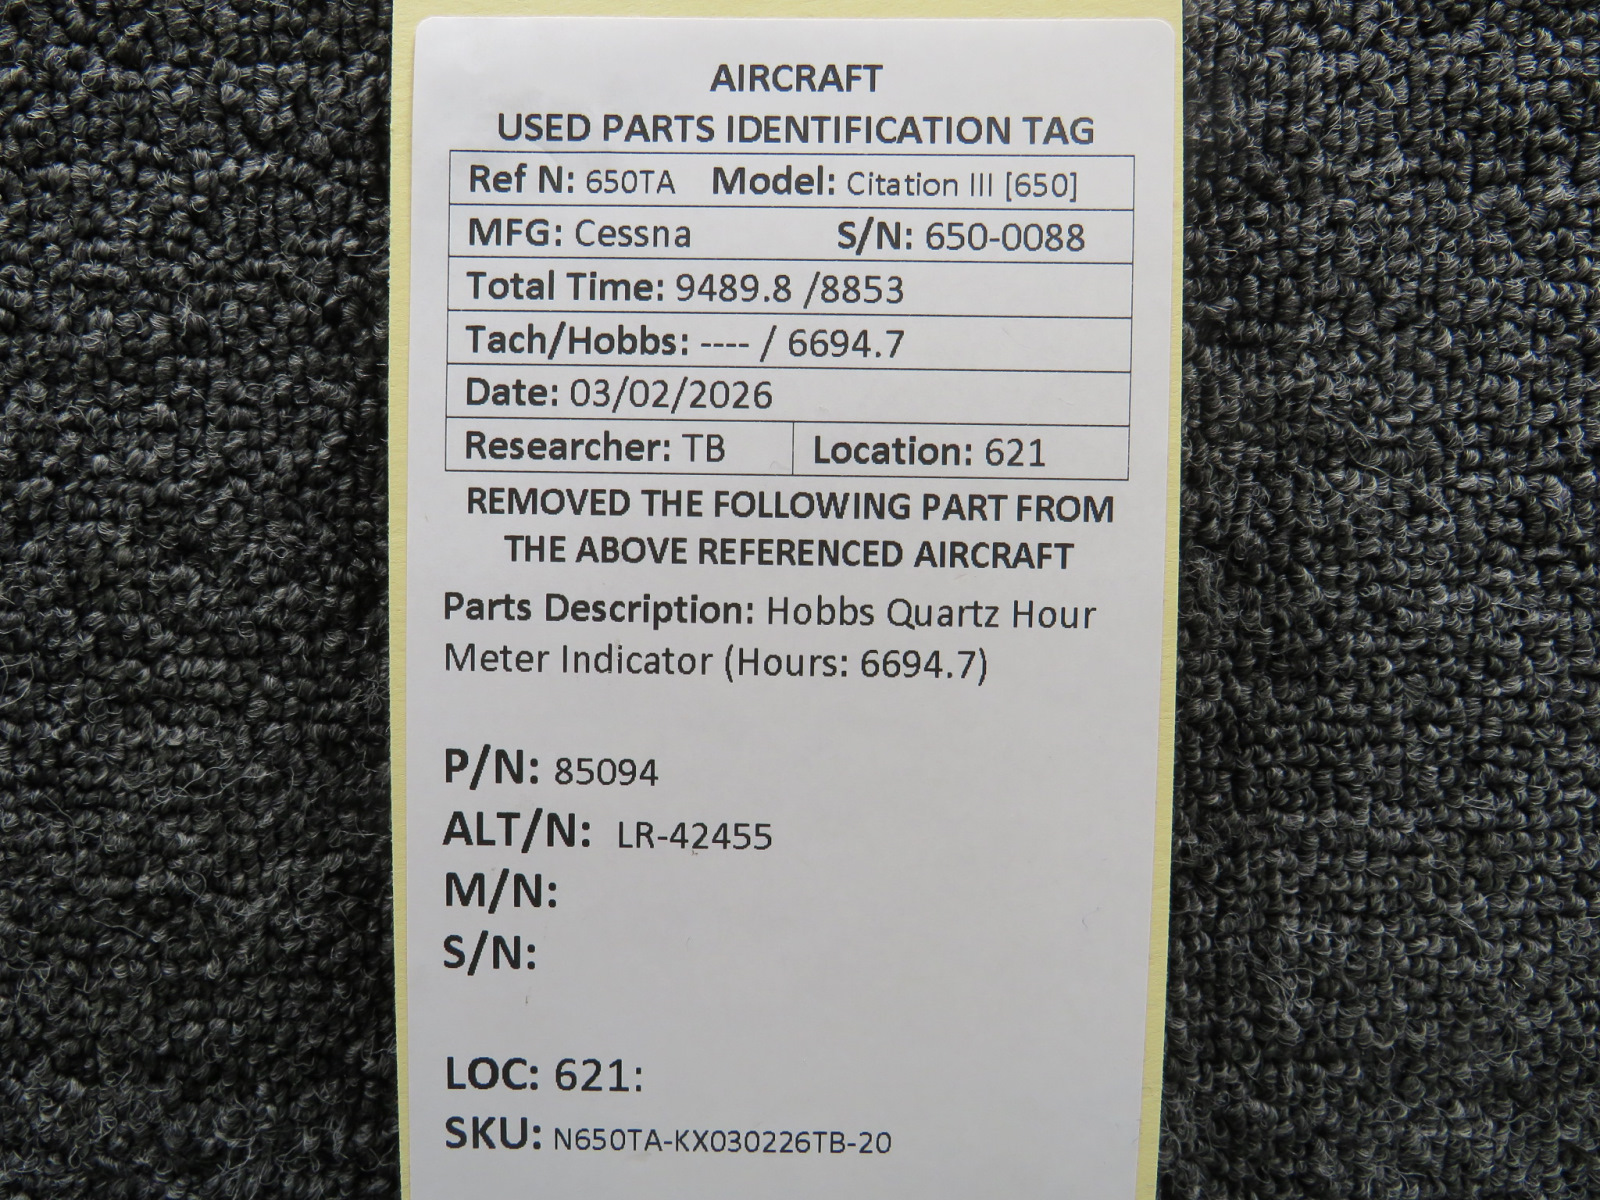 AIRCRAFT
USED PARTS IDENTIFICATION TAG
Ref N: 650TA Model: Citation III [650]
MFG: Cessna S/N: 650-0088
Total Time: 9489.8 /8853
Tach/Hobbs: ---- / 6694.7
Date: 03/02/2026
Researcher: TB Location: 621
REMOVED THE FOLLOWING PART FROM
THE ABOVE REFERENCED AIRCRAFT
Parts Description: Hobbs Quartz Hour
Meter Indicator (Hours: 6694.7)
P/N: 85094
ALT/N: LR-42455
M/N:
S/N:
LOC: 621:
SKU: N650TA-KX030226TB-20